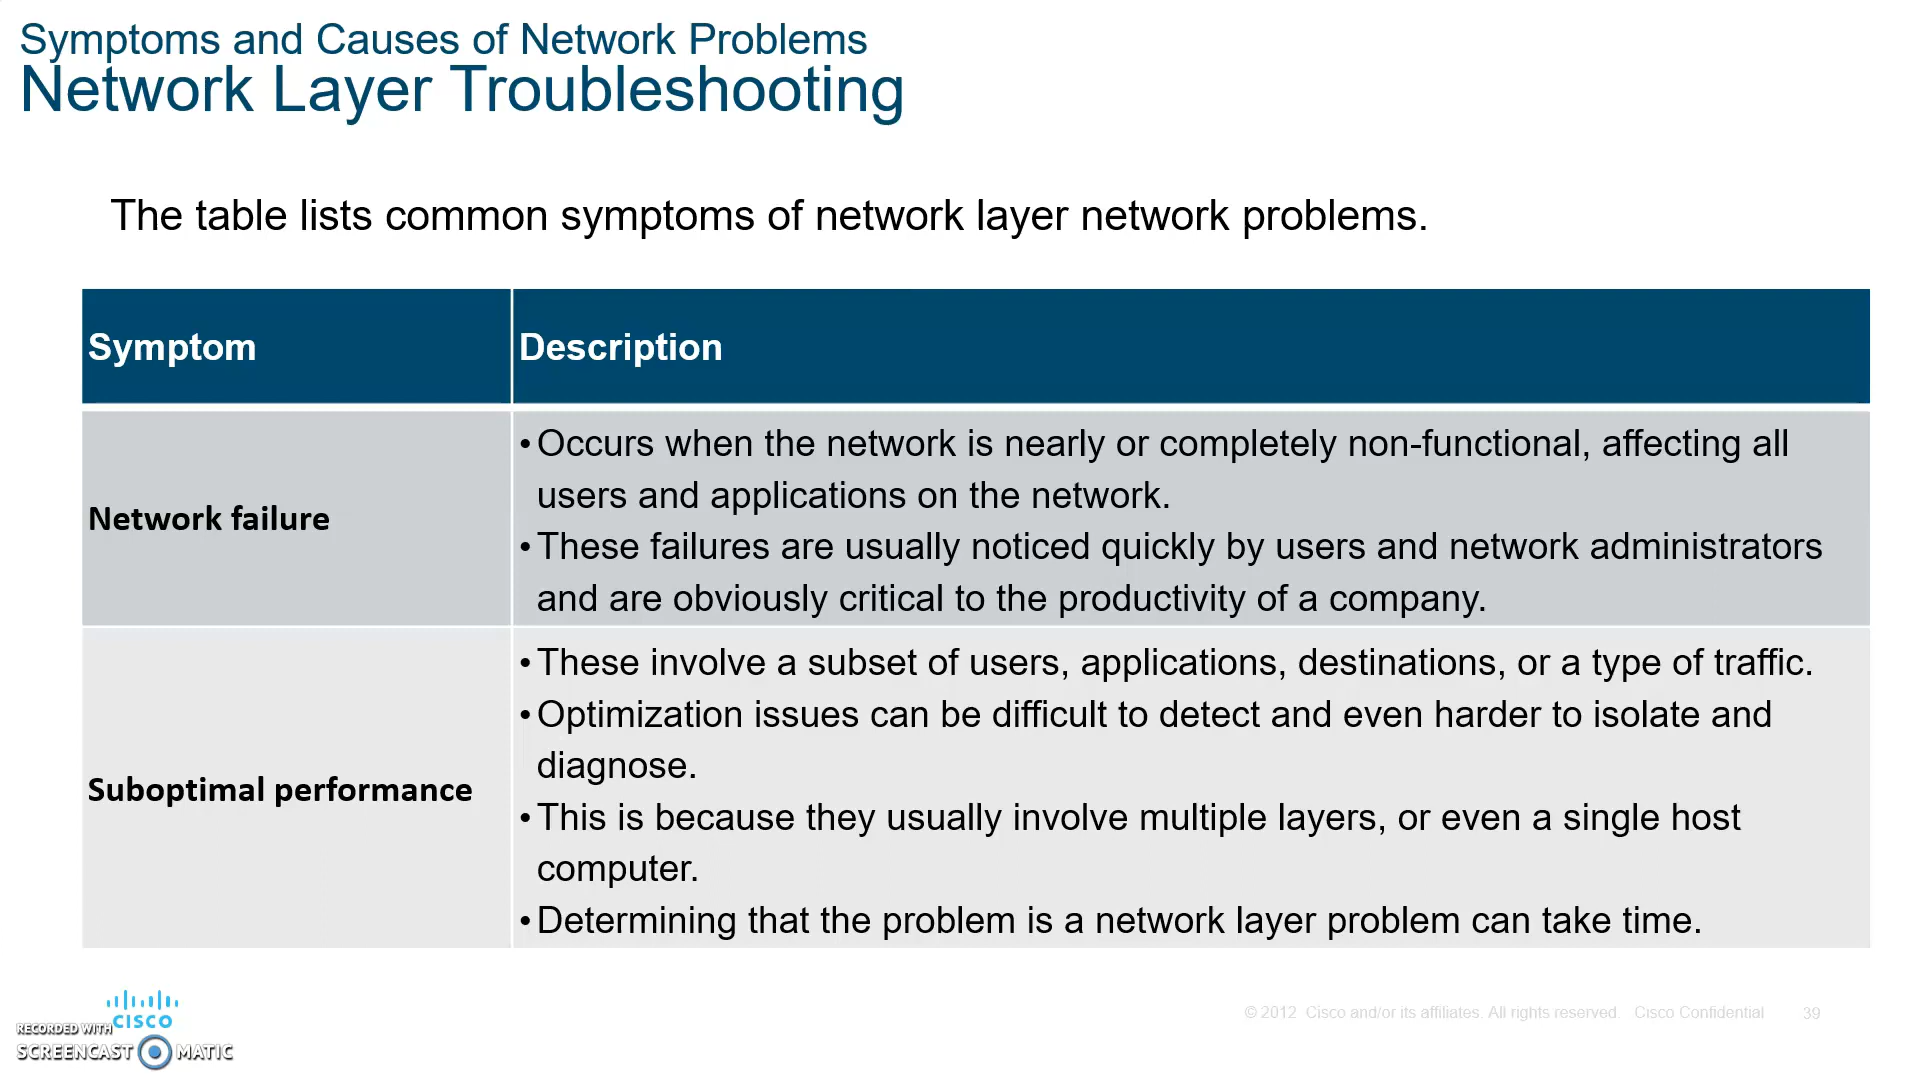 Symptoms and Causes of Network Problems
Network Layer Troubleshooting
The table lists common symptoms of network layer network problems.
Symptom
Description
Network failure
• Occurs when the network is nearly or completely non-functional, affecting all
users and applications on the network.
• These failures are usually noticed quickly by users and network administrators
and are obviously critical to the productivity of a company.
Suboptimal performance
• These involve a subset of users, applications, destinations, or a type of traffic.
• Optimization issues can be difficult to detect and even harder to isolate and
diagnose.
• This is because they usually involve multiple layers, or even a single host
computer.
• Determining that the problem is a network layer problem can take time.
CISCO
RECORDED WITH
SCREENCAST MATIC
© 2012 Cisco and/or its affiliates. All rights reserved. Cisco Confidential 39